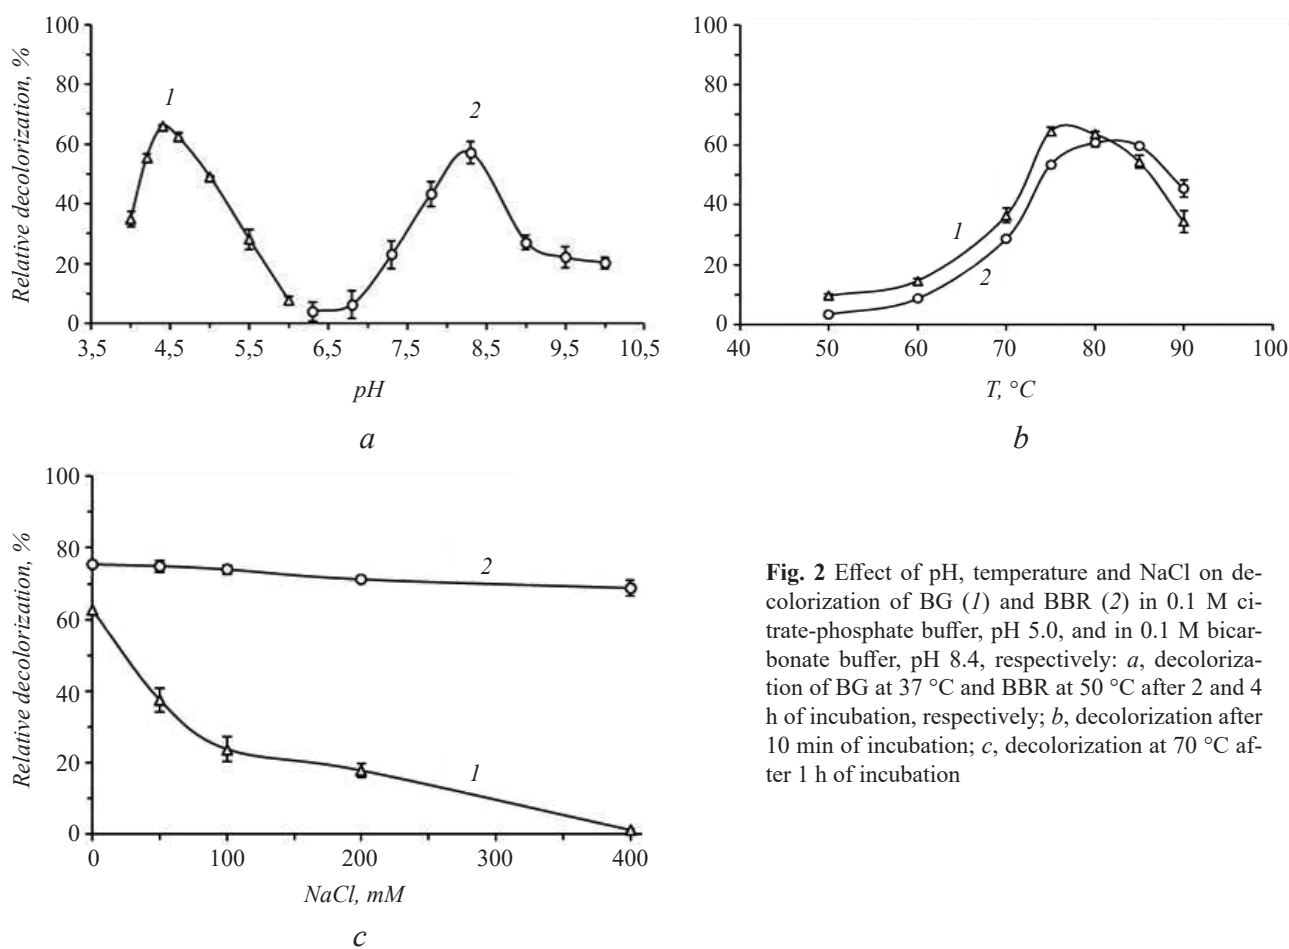 100
80
60
40
20
0
Relative decolorization, %
1
2
3,5 4,5 5,5 6,5 7,5 8,5 9,5 10,5
pH
a
100
80
60
40
20
0
1
2
40 50 60 70 80 90 100
T, °C
b
100
80
60
40
20
0
Relative decolorization, %
2
1
0 100 200 300 400
NaCl, mM
c
Fig. 2 Effect of pH, temperature and NaCl on de-
colorization of BG (1) and BBR (2) in 0.1 M ci-
trate-phosphate buffer, pH 5.0, and in 0.1 M bicar-
bonate buffer, pH 8.4, respectively: a, decoloriza-
tion of BG at 37 °C and BBR at 50 °C after 2 and 4
h of incubation, respectively; b, decolorization after
10 min of incubation; c, decolorization at 70 °C af-
ter 1 h of incubation